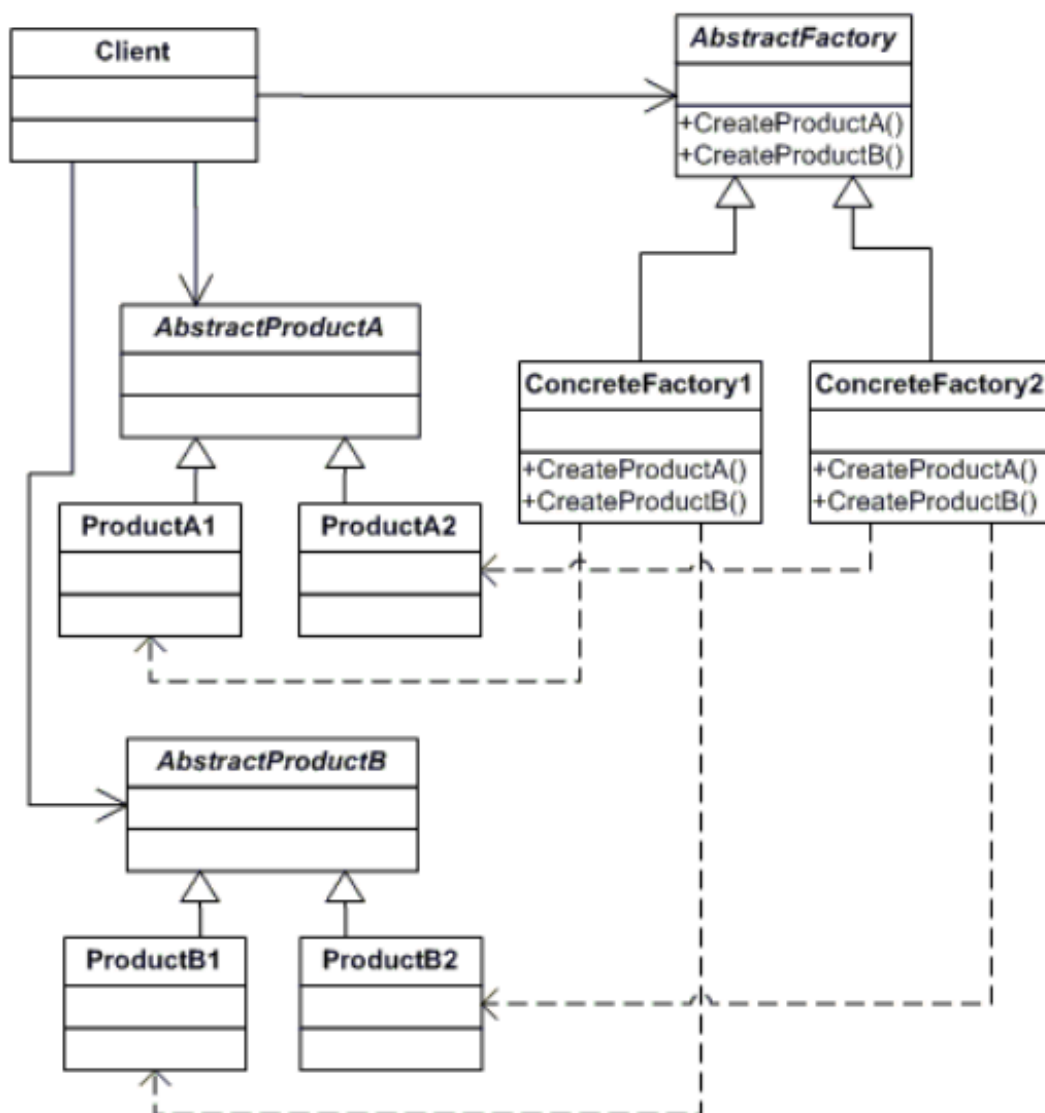 Client
AbstractFactory
+CreateProductA()
+CreateProductB()
AbstractProductA
ConcreteFactory1
+CreateProductA()
+CreateProductB()
ConcreteFactory2
+CreateProductA()
+CreateProductB()
ProductA1
ProductA2
AbstractProductB
ProductB1
ProductB2